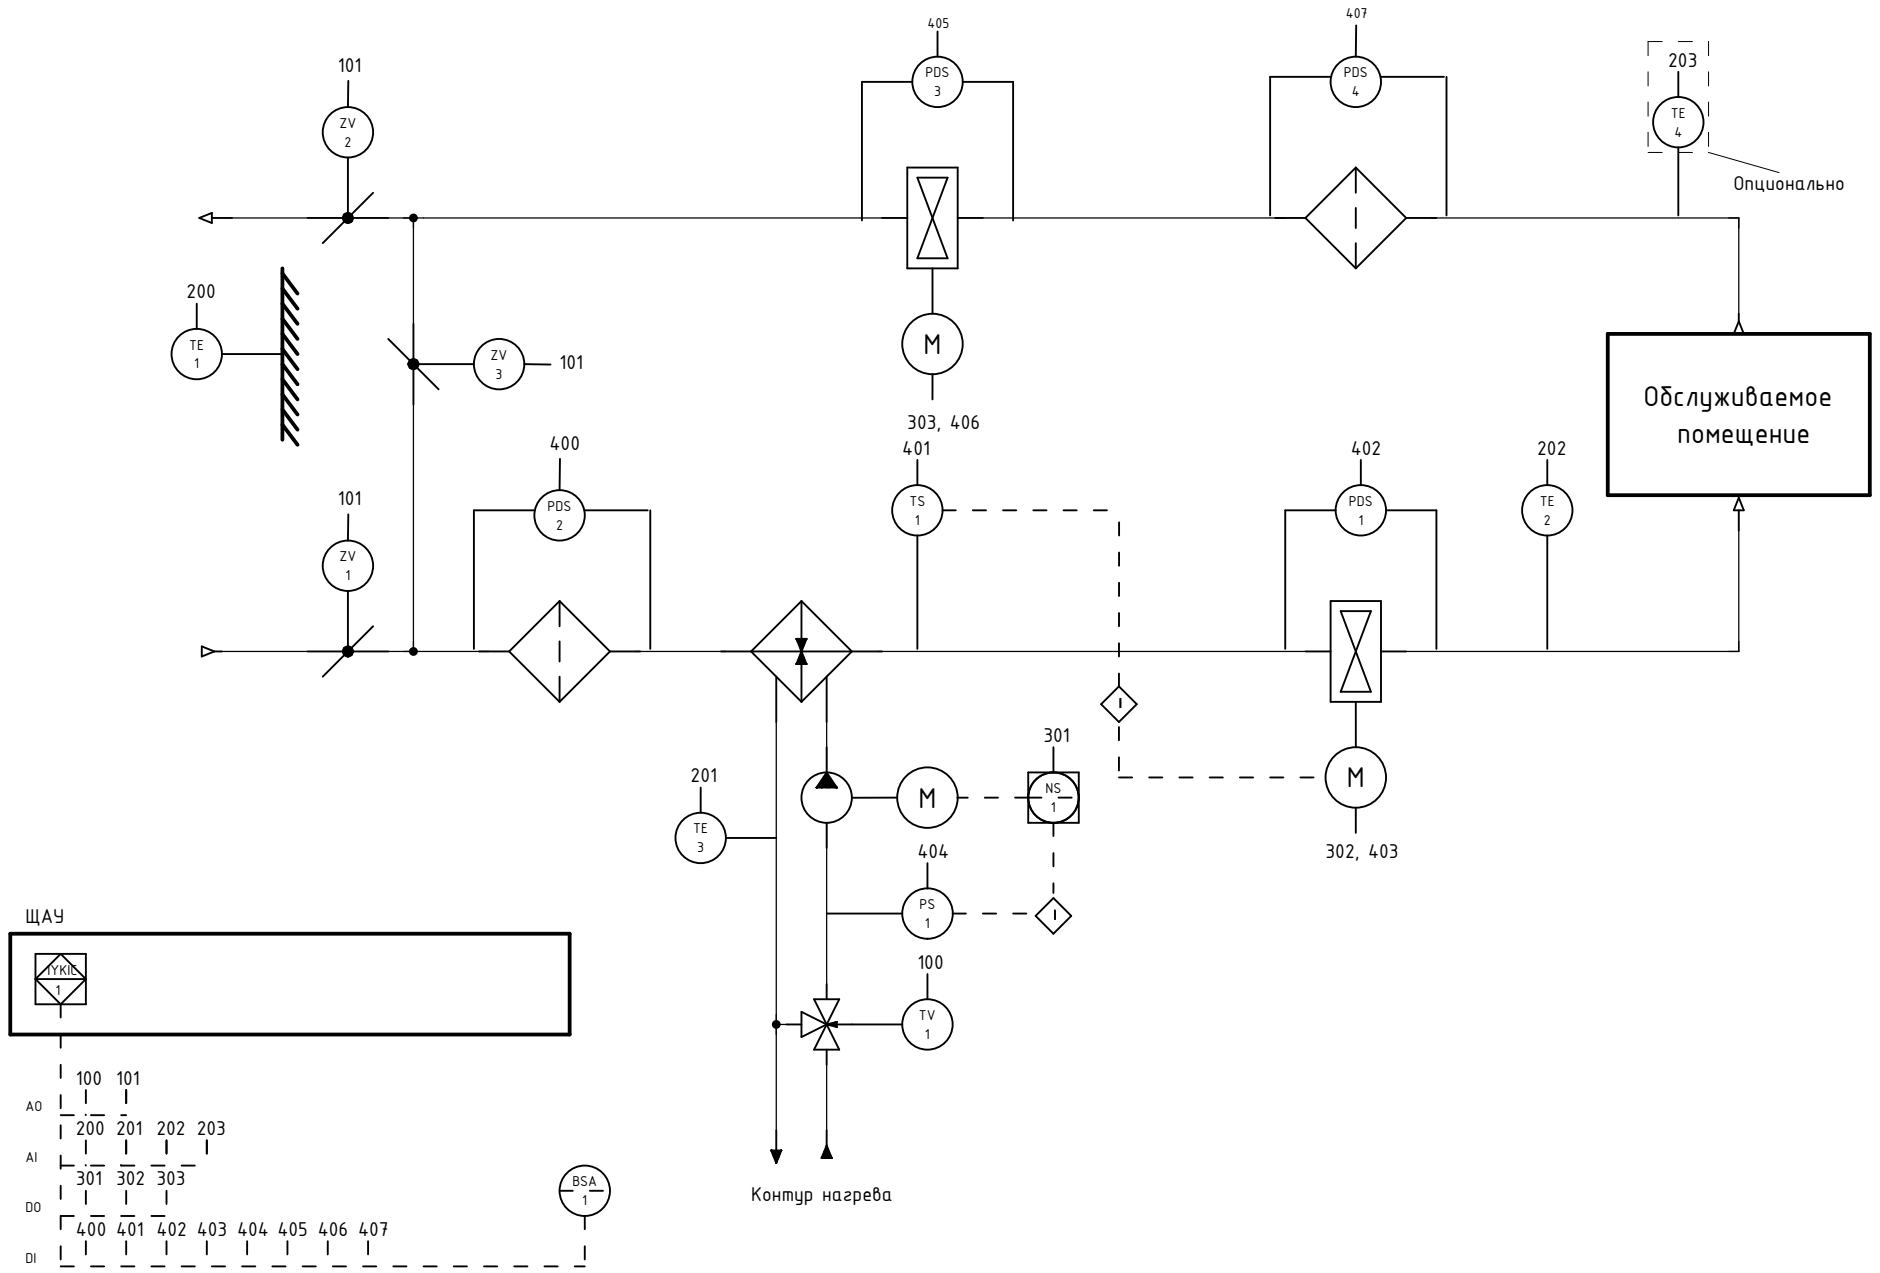 405
407
PDS
3
PDS
4
203
TE
4
Опционально
101
ZV
2
200
TE
1
ZV
3
101
M
303, 406
Обслуживаемое
помещение
400
PDS
2
401
TS
1
402
PDS
1
202
TE
2
101
ZV
1
301
NS
1
M
M
302, 403
201
TE
3
404
PS
1
100
TV
1
Контур нагрева
ЩАУ
IYKIC
1
100 101
AO
200 201 202 203
AI
301 302 303
DO
400 401 402 403 404 405 406 407
DI
BSA
1